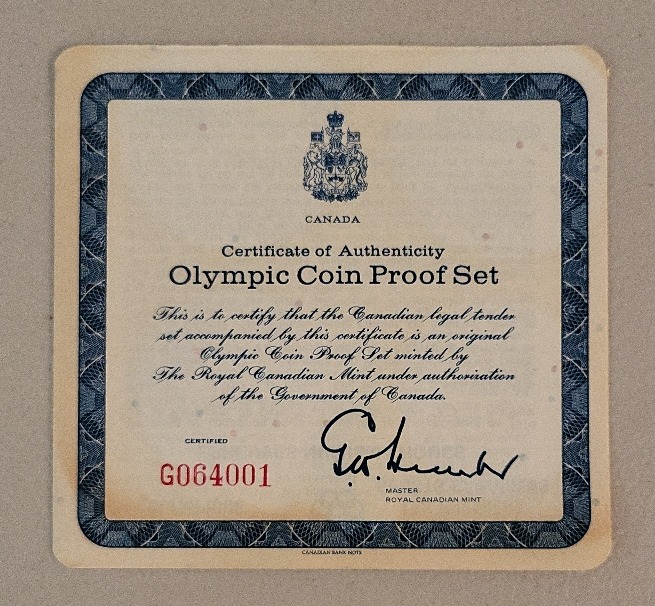 CANADA
Certificate of Authenticity
Olympic Coin Proof Set
This is to certify that the Canadian legal tender
set accompanied by this certificate is an original
Olympic Coin Proof Set minted by
The Royal Canadian Mint under authorization
of the Government of Canada.
CERTIFIED
G064001
MASTER
ROYAL CANADIAN MINT
CANADIAN BANK NOTE